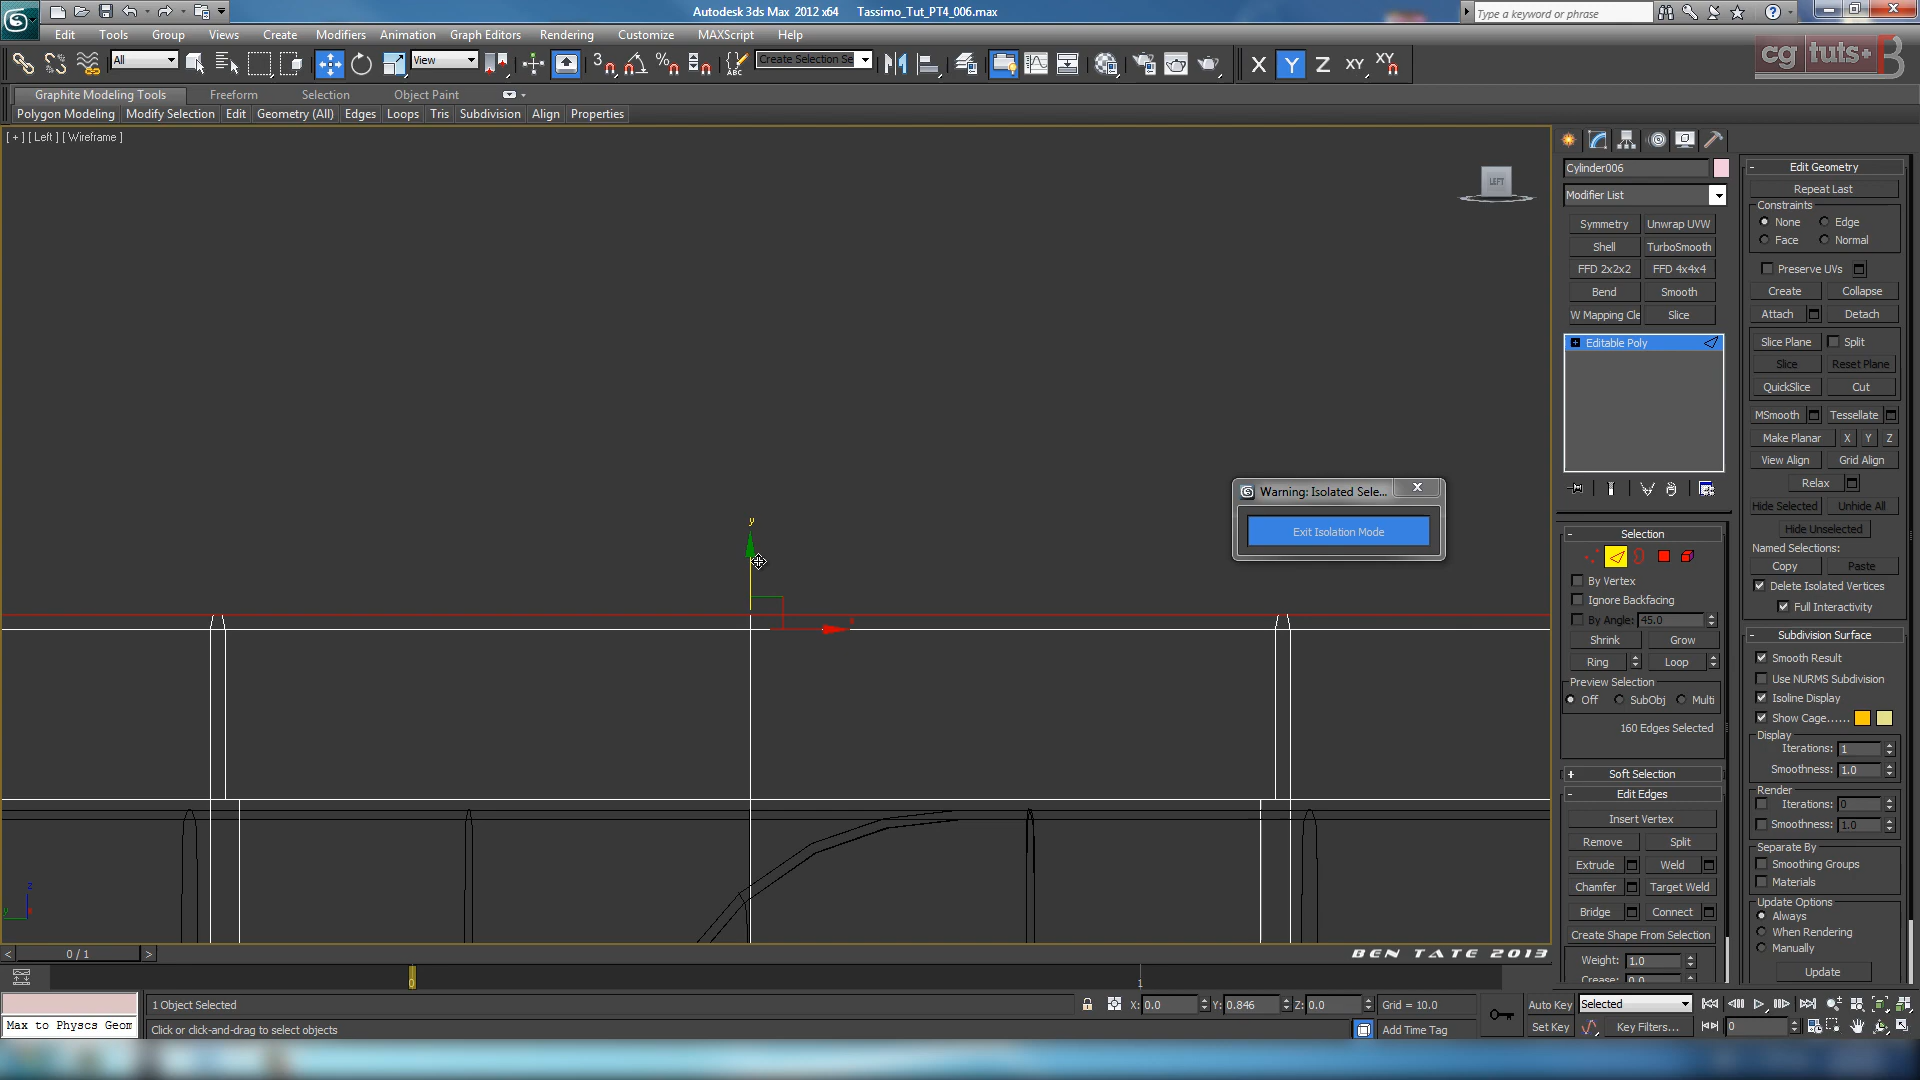 Autodesk 3ds Max 2012 x64 Tassimo_Tut_PT4_006.max
Type a keyword or phrase
Edit Tools Group Views Create Modifiers Animation Graph Editors Rendering Customize MAXScript Help
All
View
Create Selection Se
X Y Z XY XY
cg tuts+
Graphite Modeling Tools Freeform Selection Object Paint
Polygon Modeling Modify Selection Edit Geometry (All) Edges Loops Tris Subdivision Align Properties
[ + ] [ Left ] [ Wireframe ]
LEFT
y
Warning: Isolated Sele...
Exit Isolation Mode
z
y
BEN TATE 2013
Cylinder006
Modifier List
Symmetry Unwrap UVW
Shell TurboSmooth
FFD 2x2x2 FFD 4x4x4
Bend Smooth
W Mapping Cle Slice
Editable Poly
Selection
By Vertex
Ignore Backfacing
By Angle: 45.0
Shrink Grow
Ring Loop
Preview Selection
Off SubObj Multi
160 Edges Selected
Soft Selection
Edit Edges
Insert Vertex
Remove Split
Extrude Weld
Chamfer Target Weld
Bridge Connect
Create Shape From Selection
Weight: 1.0
Crease: 0.0
Edit Geometry
Repeat Last
Constraints
None Edge
Face Normal
Preserve UVs
Create Collapse
Attach Detach
Slice Plane Split
Slice Reset Plane
QuickSlice Cut
MSmooth Tessellate
Make Planar X Y Z
View Align Grid Align
Relax
Hide Selected Unhide All
Hide Unselected
Named Selections:
Copy Paste
Delete Isolated Vertices
Full Interactivity
Subdivision Surface
Smooth Result
Use NURMS Subdivision
Isoline Display
Show Cage......
Display
Iterations: 1
Smoothness: 1.0
Render
Iterations: 0
Smoothness: 1.0
Separate By
Smoothing Groups
Materials
Update Options
Always
When Rendering
Manually
Update
< 0 / 1 >
0 1
Max to Physcs Geom
1 Object Selected
Click or click-and-drag to select objects
X: 0.0 Y: 0.846 Z: 0.0 Grid = 10.0
Add Time Tag
Auto Key Selected
Set Key Key Filters... 0